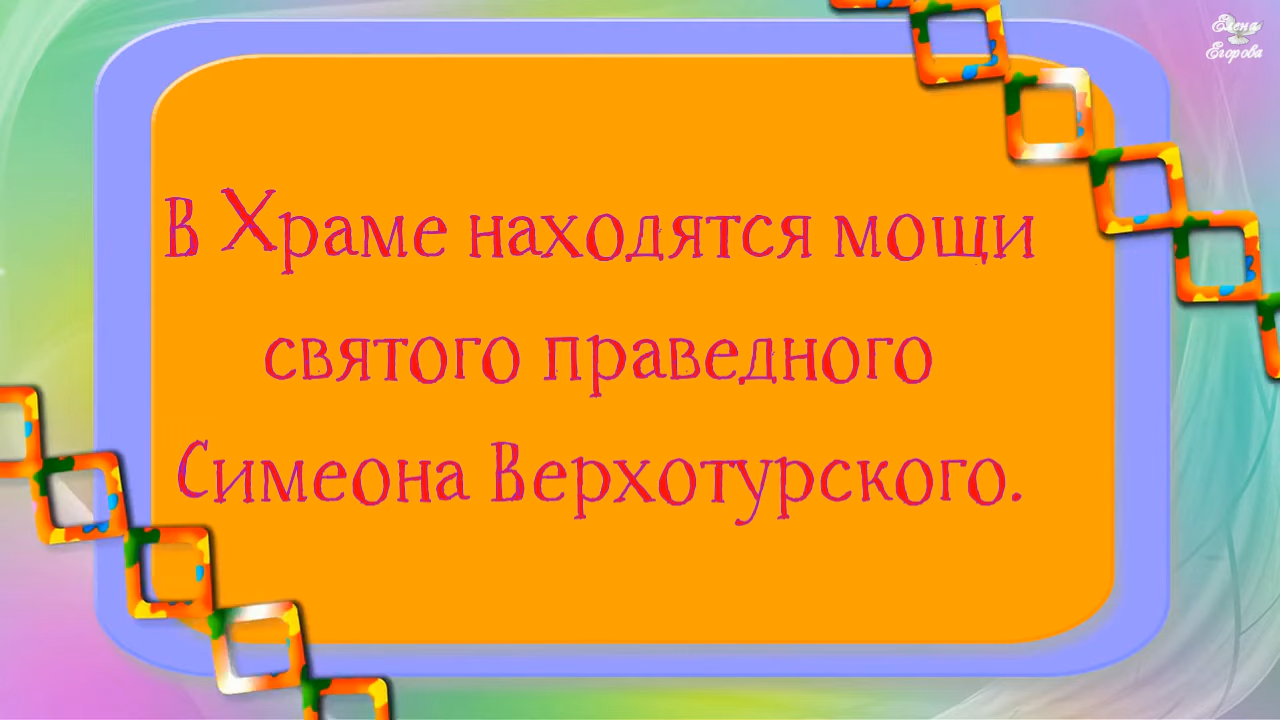 Елена
Егорова
В Храме находятся мощи
святого праведного
Симеона Верхотурского.